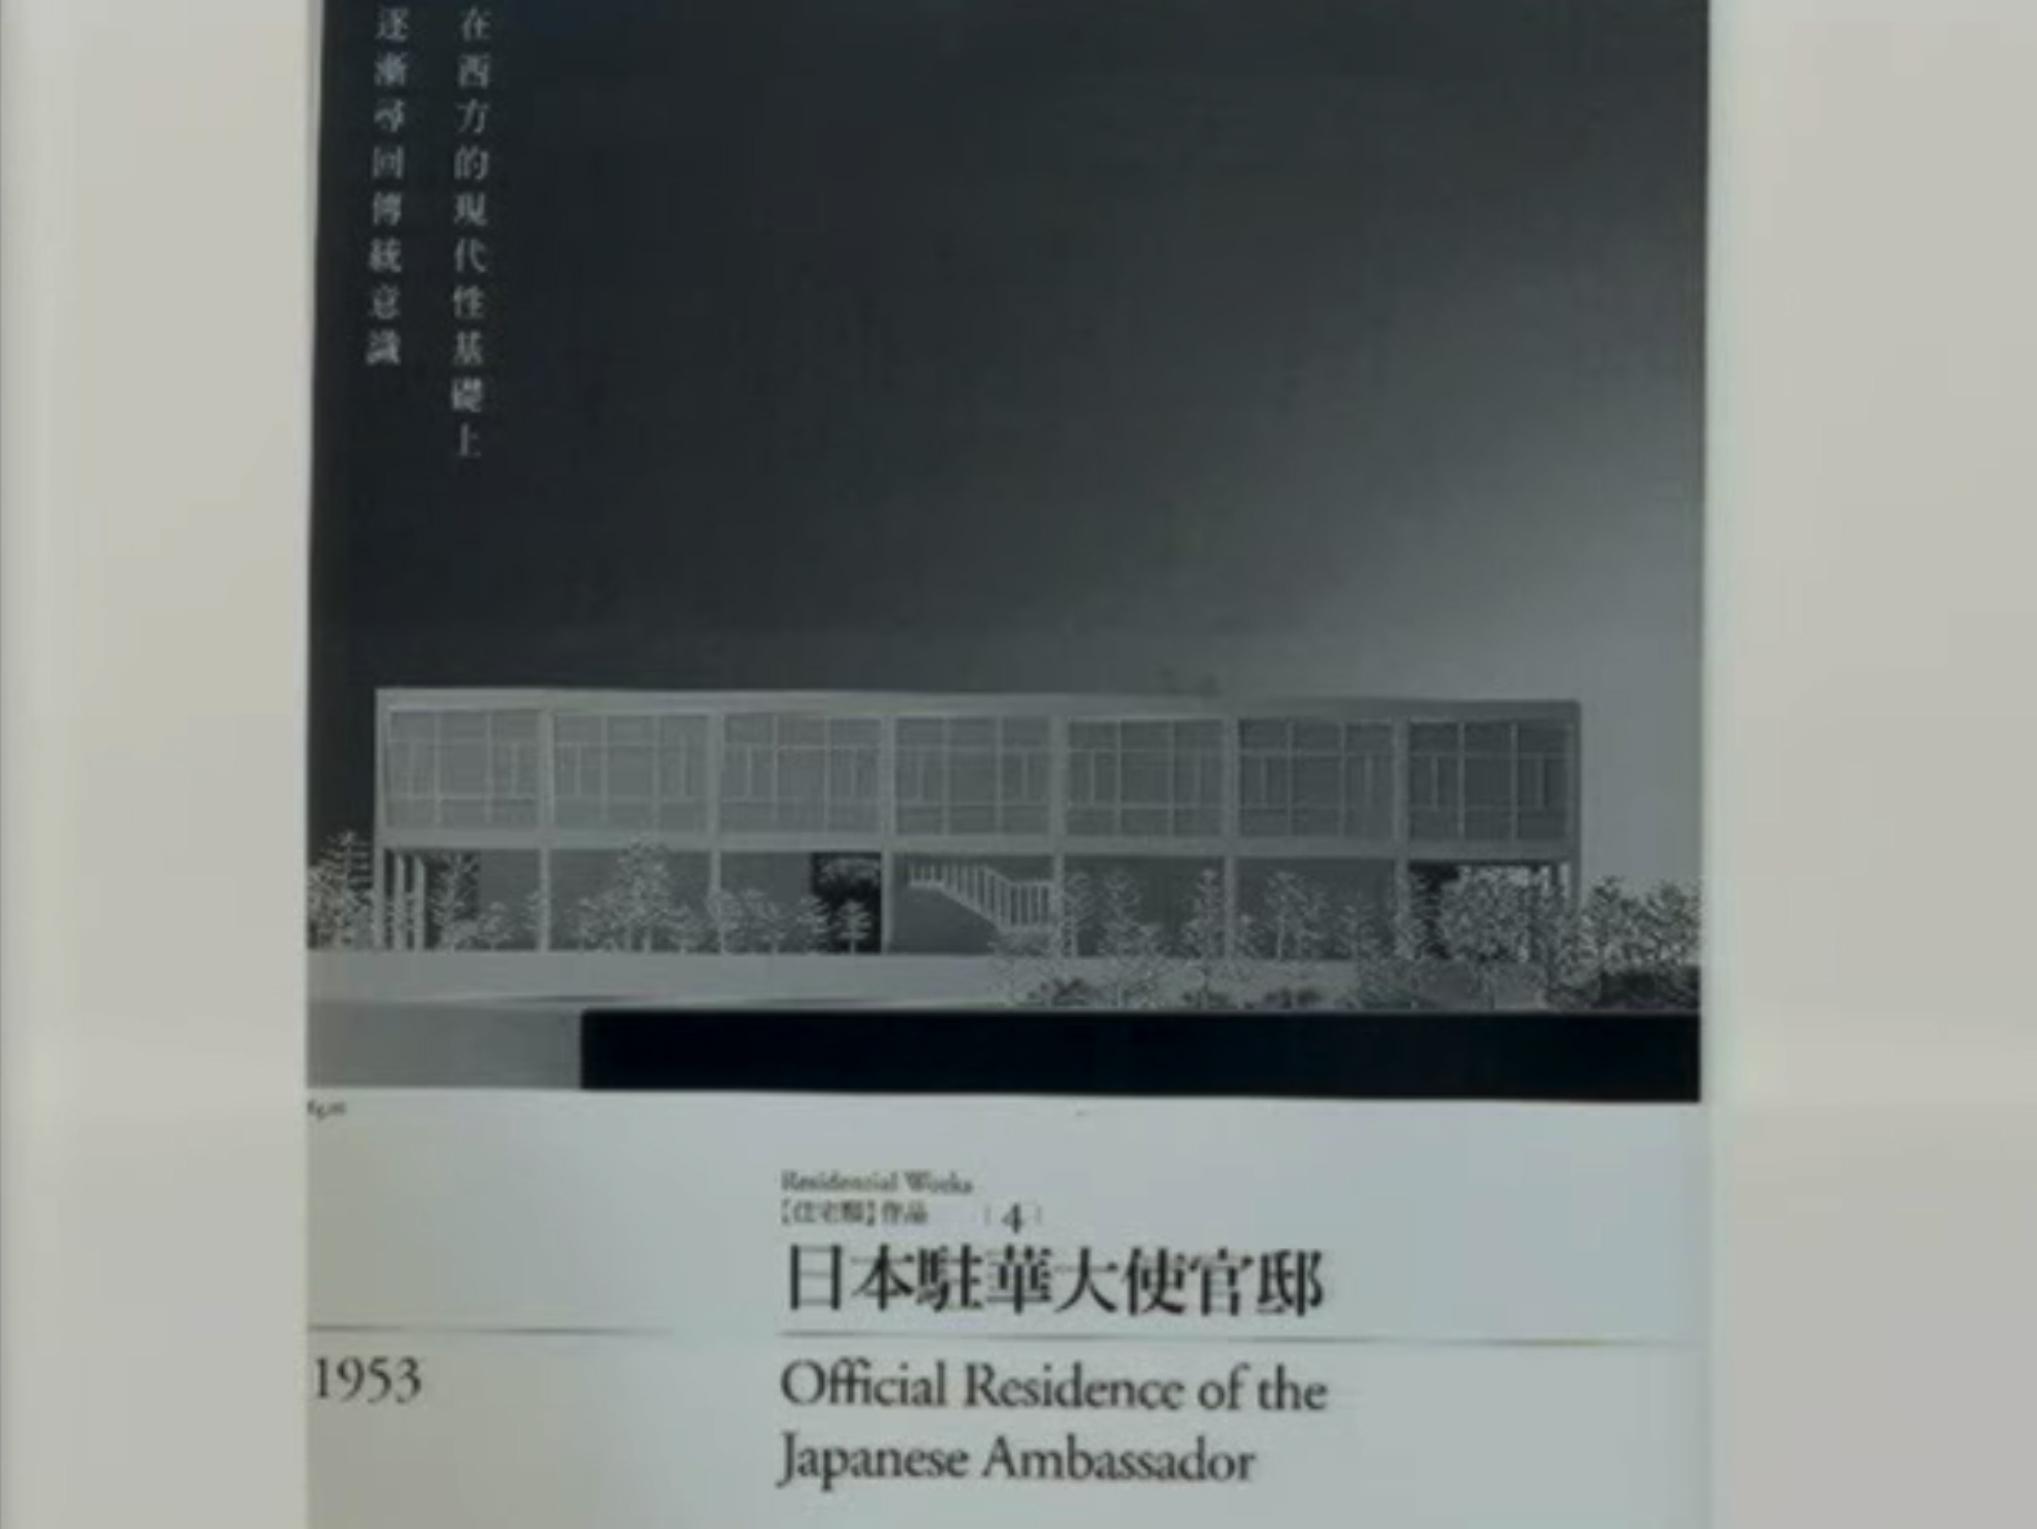 在西方的現代性基礎上
逐漸尋回傳統意識
Residential Works
【住宅類】作品 | 4 |
日本駐華大使官邸
1953
Official Residence of the
Japanese Ambassador